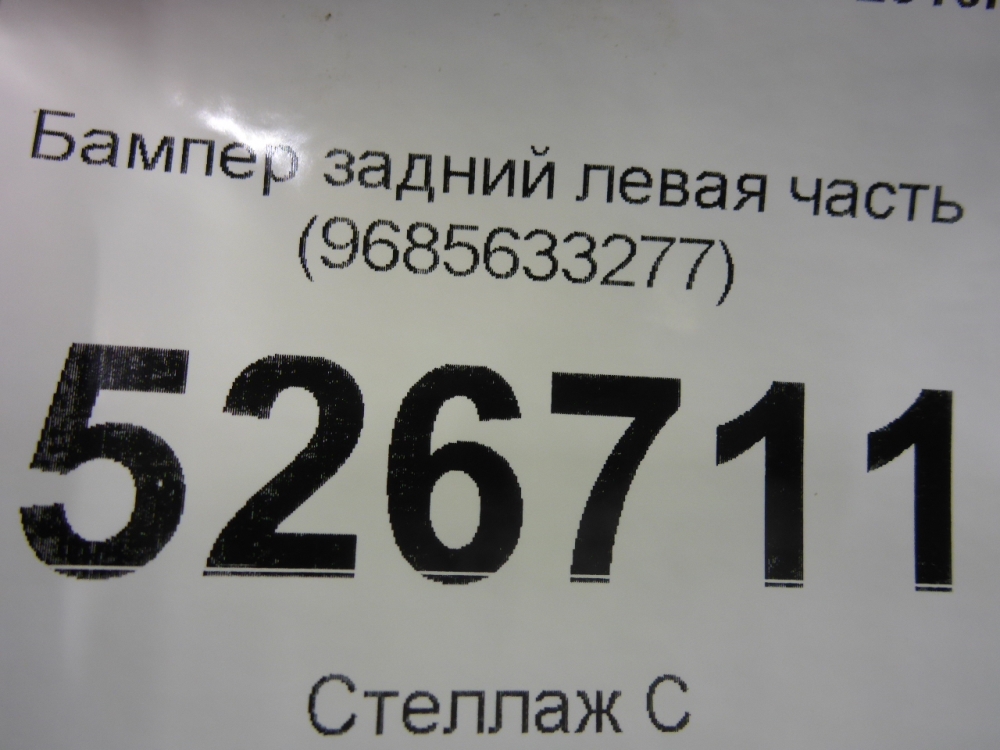 Бампер задний левая часть
(9685633277)
526711
Стеллаж С